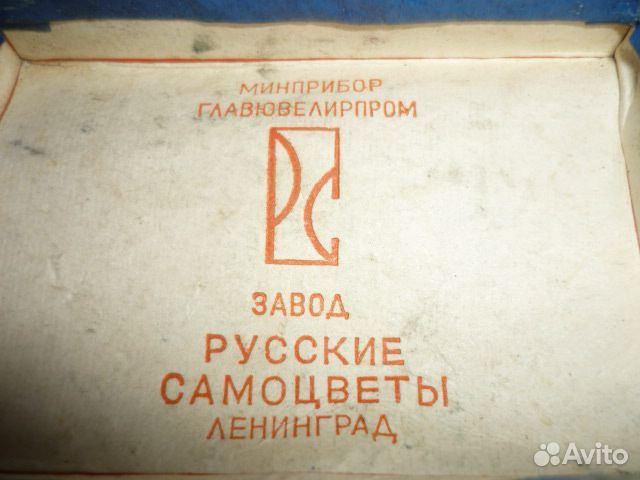 МИНПРИБОР
ГЛАВЮВЕЛИРПРОМ
РС
ЗАВОД
РУССКИЕ
САМОЦВЕТЫ
ЛЕНИНГРАД
Avito